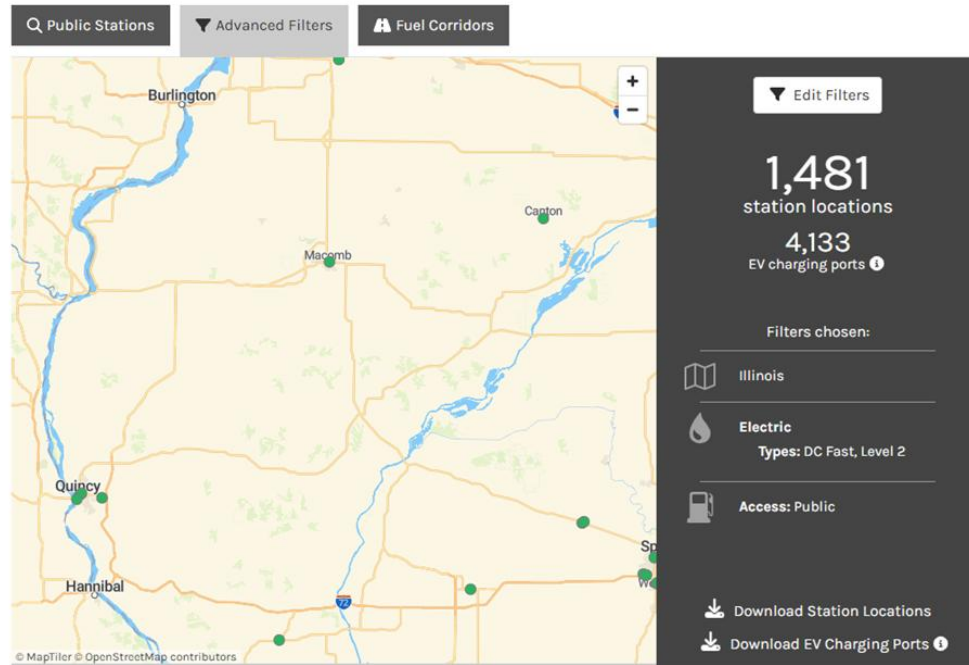 Public Stations
Advanced Filters
Fuel Corridors
Burlington
Canton
Macomb
Quincy
Sp
Hannibal
72
© MapTiler © OpenStreetMap contributors
+
−
Edit Filters
1,481
station locations
4,133
EV charging ports
Filters chosen:
Illinois
Electric
Types: DC Fast, Level 2
Access: Public
Download Station Locations
Download EV Charging Ports